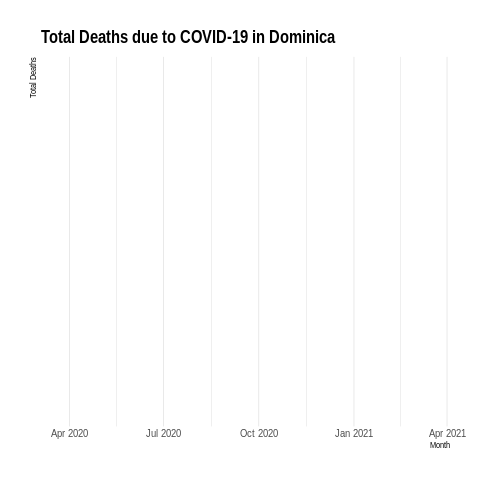 Total Deaths due to COVID-19 in Dominica
Total Deaths
Apr 2020 Jul 2020 Oct 2020 Jan 2021 Apr 2021
Month